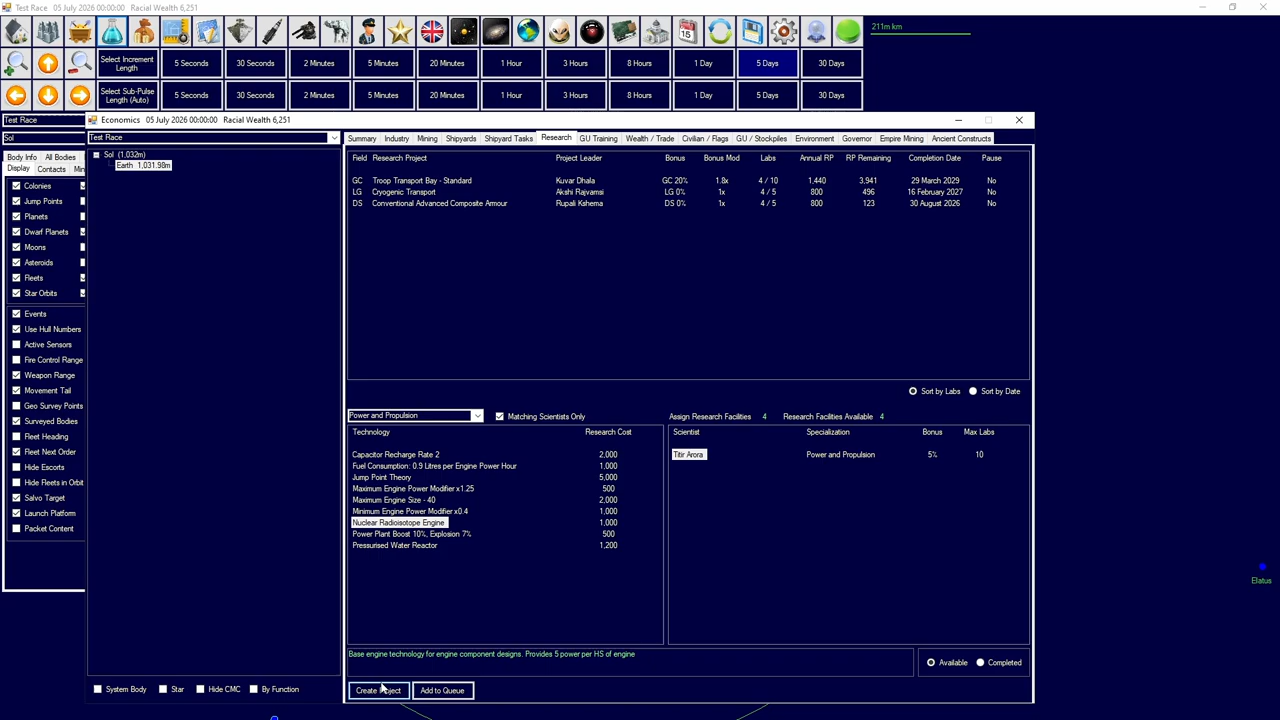 Test Race 05 July 2026 00:00:00 Racial Wealth 6,251
211m km
Select Increment Length 5 Seconds 30 Seconds 2 Minutes 5 Minutes 20 Minutes 1 Hour 3 Hours 8 Hours 1 Day 5 Days 30 Days
Select Sub-Pulse Length (Auto) 5 Seconds 30 Seconds 2 Minutes 5 Minutes 20 Minutes 1 Hour 3 Hours 8 Hours 1 Day 5 Days 30 Days
Test Race
Sol
Body Info All Bodies
Display Contacts
Colonies
Jump Points
Planets
Dwarf Planets
Moons
Asteroids
Fleets
Star Orbits
Events
Use Hull Numbers
Active Sensors
Fire Control Range
Weapon Range
Movement Tail
Geo Survey Points
Surveyed Bodies
Fleet Heading
Fleet Next Order
Hide Escorts
Hide Fleets in Orbit
Salvo Target
Launch Platform
Packet Content
Economics 05 July 2026 00:00:00 Racial Wealth 6,251
Test Race
Sol (1,032m)
Earth 1,031.98m
System Body Star Hide CMC By Function
Summary Industry Mining Shipyards Shipyard Tasks Research GU Training Wealth / Trade Civilian / Flags GU / Stockpiles Environment Governor Empire Mining Ancient Constructs
Field Research Project Project Leader Bonus Bonus Mod Labs Annual RP RP Remaining Completion Date Pause
GC Troop Transport Bay - Standard Kuvar Dhala GC 20% 1.8x 4 / 10 1,440 3,941 29 March 2029 No
LG Cryogenic Transport Akshi Rajvamsi LG 0% 1x 4 / 5 800 496 16 February 2027 No
DS Conventional Advanced Composite Armour Rupali Kshema DS 0% 1x 4 / 5 800 123 30 August 2026 No
Sort by Labs Sort by Date
Power and Propulsion Matching Scientists Only Assign Research Facilities 4 Research Facilities Available 4
Technology Research Cost
Capacitor Recharge Rate 2 2,000
Fuel Consumption: 0.9 Litres per Engine Power Hour 1,000
Jump Point Theory 5,000
Maximum Engine Power Modifier x1.25 500
Maximum Engine Size - 40 2,000
Minimum Engine Power Modifier x0.4 1,000
Nuclear Radioisotope Engine 1,000
Power Plant Boost 10%, Explosion 7% 500
Pressurised Water Reactor 1,200
Scientist Specialization Bonus Max Labs
Titir Arora Power and Propulsion 5% 10
Base engine technology for engine component designs. Provides 5 power per HS of engine
Available Completed
Create Project Add to Queue
Elatus